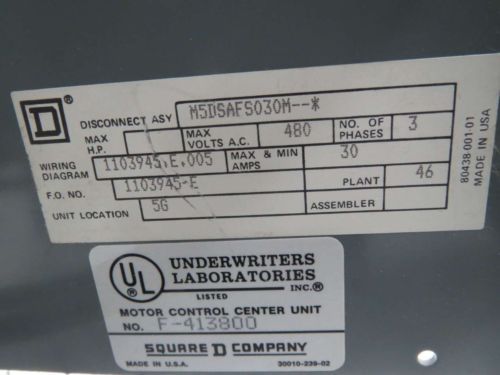 D ®
DISCONNECT ASY M5DSAFS030M--*
MAX H.P. MAX VOLTS A.C. 480 NO. OF PHASES 3
WIRING DIAGRAM 1103945.E.005 MAX & MIN AMPS 30
F.O. NO. 1103945-E PLANT 46
UNIT LOCATION 5G ASSEMBLER
80438-001-01
MADE IN USA
UL ®
UNDERWRITERS
LABORATORIES
INC.®
LISTED
MOTOR CONTROL CENTER UNIT
NO. F-413800
SQUARE D COMPANY
MADE IN U.S.A. 30010-239-02